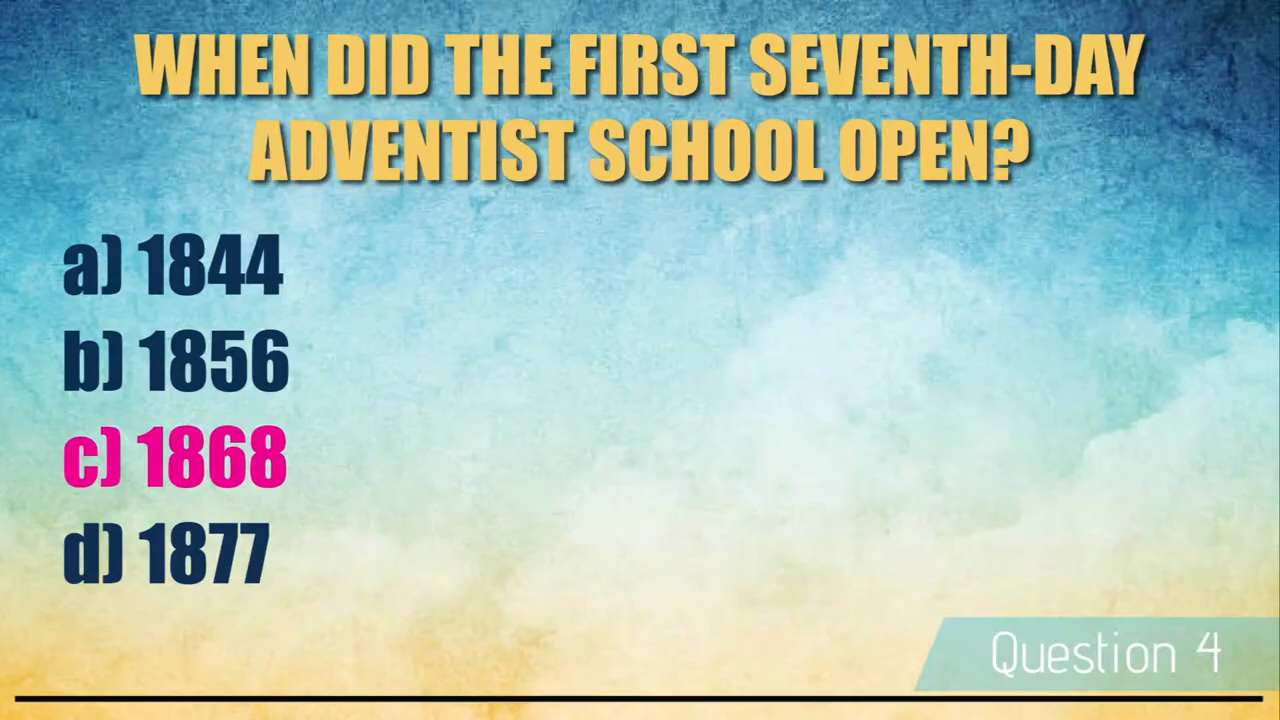 WHEN DID THE FIRST SEVENTH-DAY
ADVENTIST SCHOOL OPEN?
a) 1844
b) 1856
c) 1868
d) 1877
Question 4